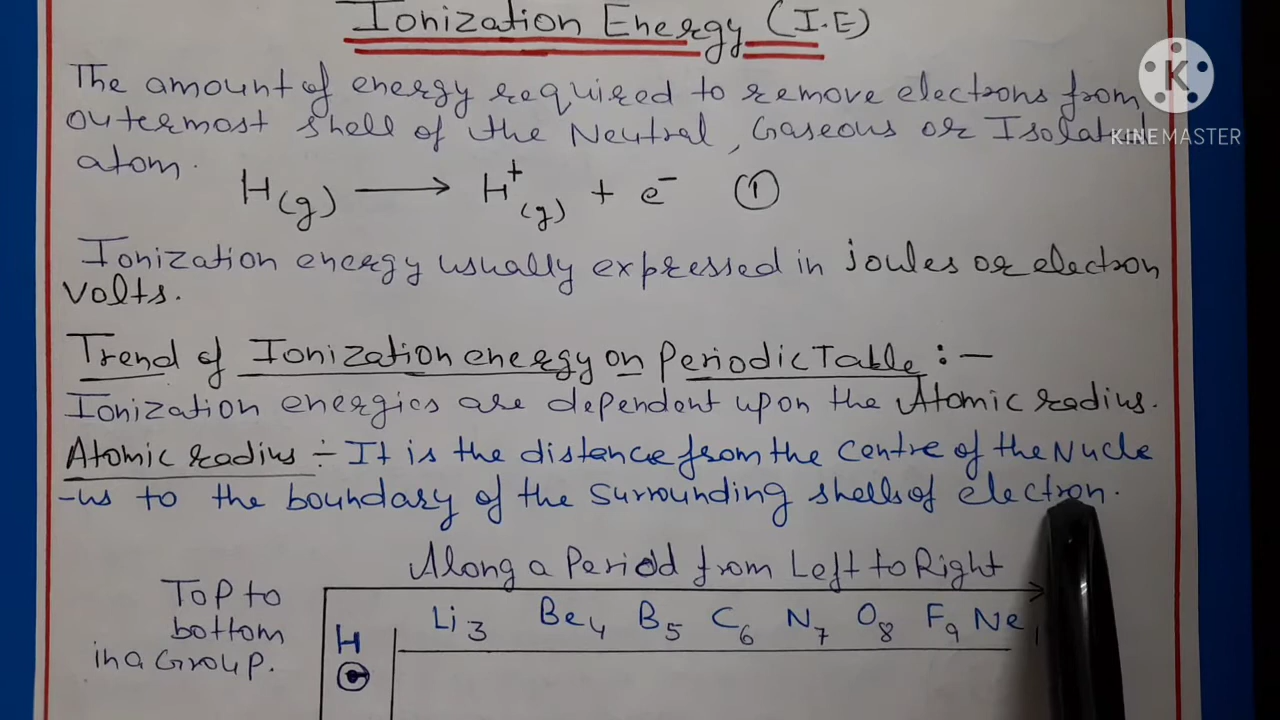 Ionization Energy (I.E)
The amount of energy required to remove electrons from
outermost shell of the Neutral, Gaseous or Isolated
atom.
H(g) → H+(g) + e- ①
Ionization energy usually expressed in joules or electron
volts.
Trend of Ionization energy on Periodic Table :-
Ionization energies are dependent upon the Atomic radius.
Atomic radius :- It is the distance from the centre of the Nucle
-us to the boundary of the surrounding shells of electron.
Along a Period from Left to Right
Top to
bottom
in a Group.
Li3 Be4 B5 C6 N7 O8 F9 Ne
H
K
KINEMASTER